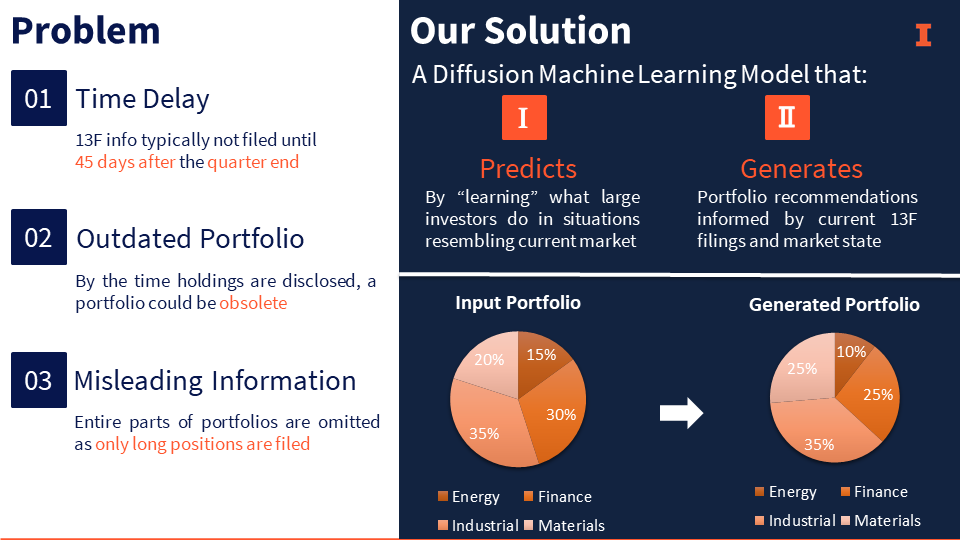 Problem
01
Time Delay
13F info typically not filed until
45 days after the quarter end
02
Outdated Portfolio
By the time holdings are disclosed, a
portfolio could be obsolete
03
Misleading Information
Entire parts of portfolios are omitted
as only long positions are filed
Our Solution
I
A Diffusion Machine Learning Model that:
I
Predicts
By “learning” what large
investors do in situations
resembling current market
II
Generates
Portfolio recommendations
informed by current 13F
filings and market state
Input Portfolio
15%
30%
35%
20%
Energy
Finance
Industrial
Materials
Generated Portfolio
10%
25%
35%
25%
Energy
Finance
Industrial
Materials